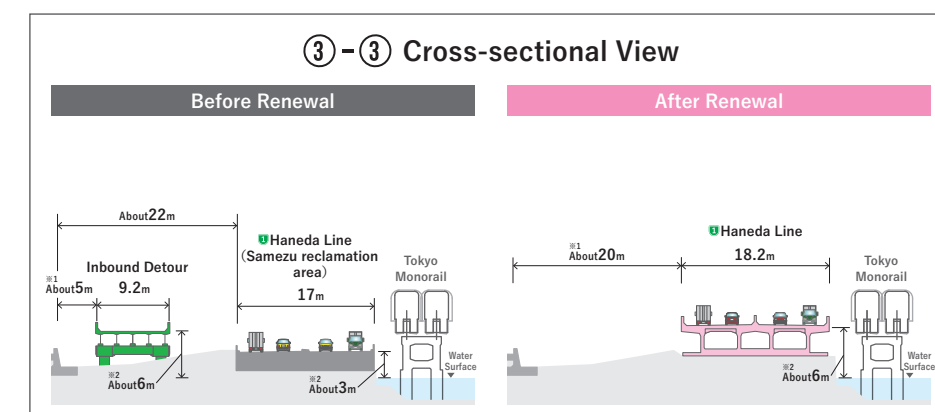 ③-③ Cross-sectional View
Before Renewal
About22m
1 Haneda Line
(Samezu reclamation
area)
17m
※1
About5m
Inbound Detour
9.2m
Tokyo
Monorail
※2
About6m
※2
About3m
Water
Surface
After Renewal
※1
About20m
1 Haneda Line
18.2m
Tokyo
Monorail
※2
About6m
Water
Surface